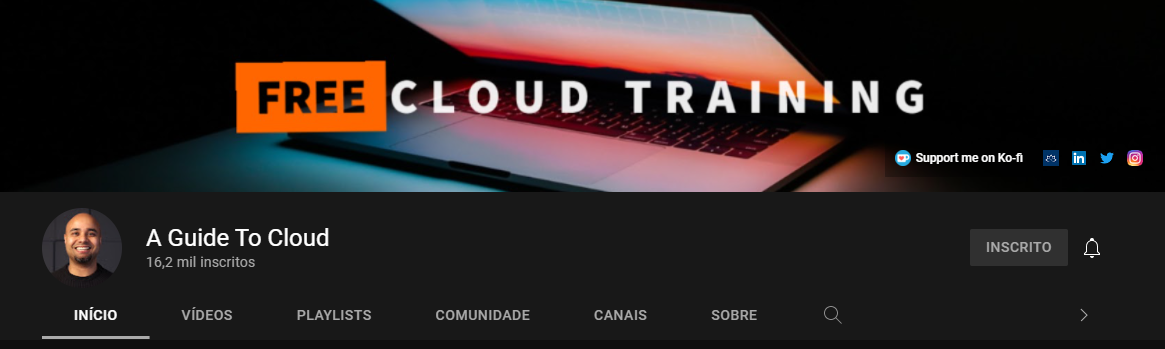 FREE CLOUD TRAINING
Support me on Ko-fi
A Guide To Cloud
16,2 mil inscritos
INSCRITO
INÍCIO VÍDEOS PLAYLISTS COMUNIDADE CANAIS SOBRE